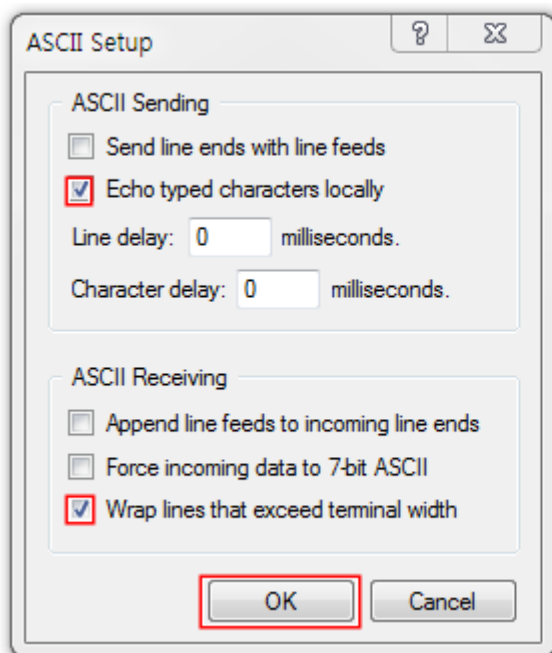 ASCII Setup
ASCII Sending
Send line ends with line feeds
Echo typed characters locally
Line delay: 0 milliseconds.
Character delay: 0 milliseconds.
ASCII Receiving
Append line feeds to incoming line ends
Force incoming data to 7-bit ASCII
Wrap lines that exceed terminal width
OK Cancel